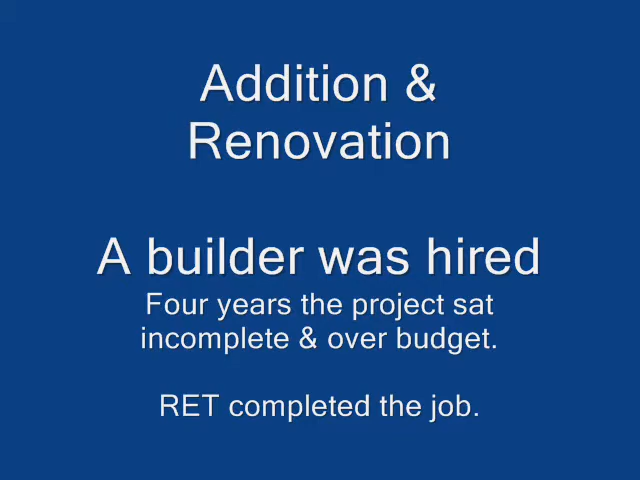 Addition &
Renovation
A builder was hired
Four years the project sat
incomplete & over budget.
RET completed the job.